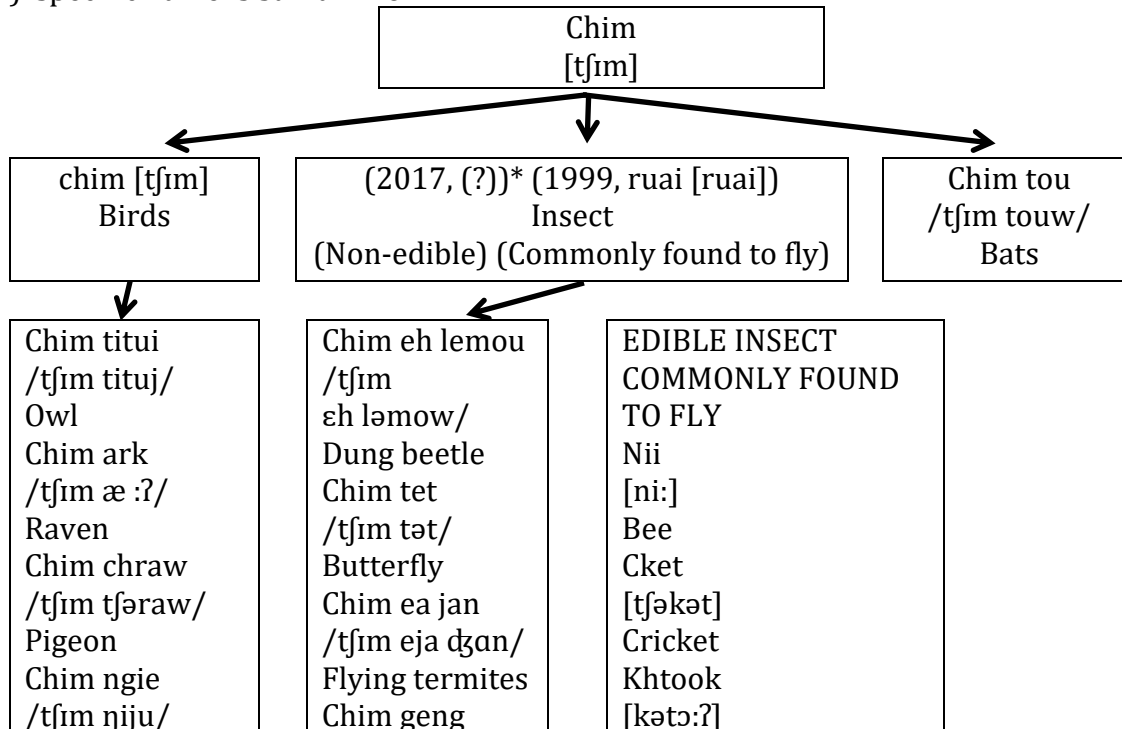 Chim
[tʃɪm]
chim [tʃɪm]
Birds
(2017, (?))* (1999, ruai [ruai])
Insect
(Non-edible) (Commonly found to fly)
Chim tou
/tʃɪm touw/
Bats
Chim titui
/tʃɪm tituj/
Owl
Chim ark
/tʃɪm æ :ʔ/
Raven
Chim chraw
/tʃɪm tʃəraw/
Pigeon
Chim ngie
/tʃɪm ŋiju/
Chim eh lemou
/tʃɪm
ɛh ləmow/
Dung beetle
Chim tet
/tʃɪm tət/
Butterfly
Chim ea jan
/tʃɪm eja ʤɑn/
Flying termites
Chim geng
EDIBLE INSECT
COMMONLY FOUND
TO FLY
Nii
[ni:]
Bee
Cket
[tʃəkət]
Cricket
Khtook
[kətɔ:ʔ]